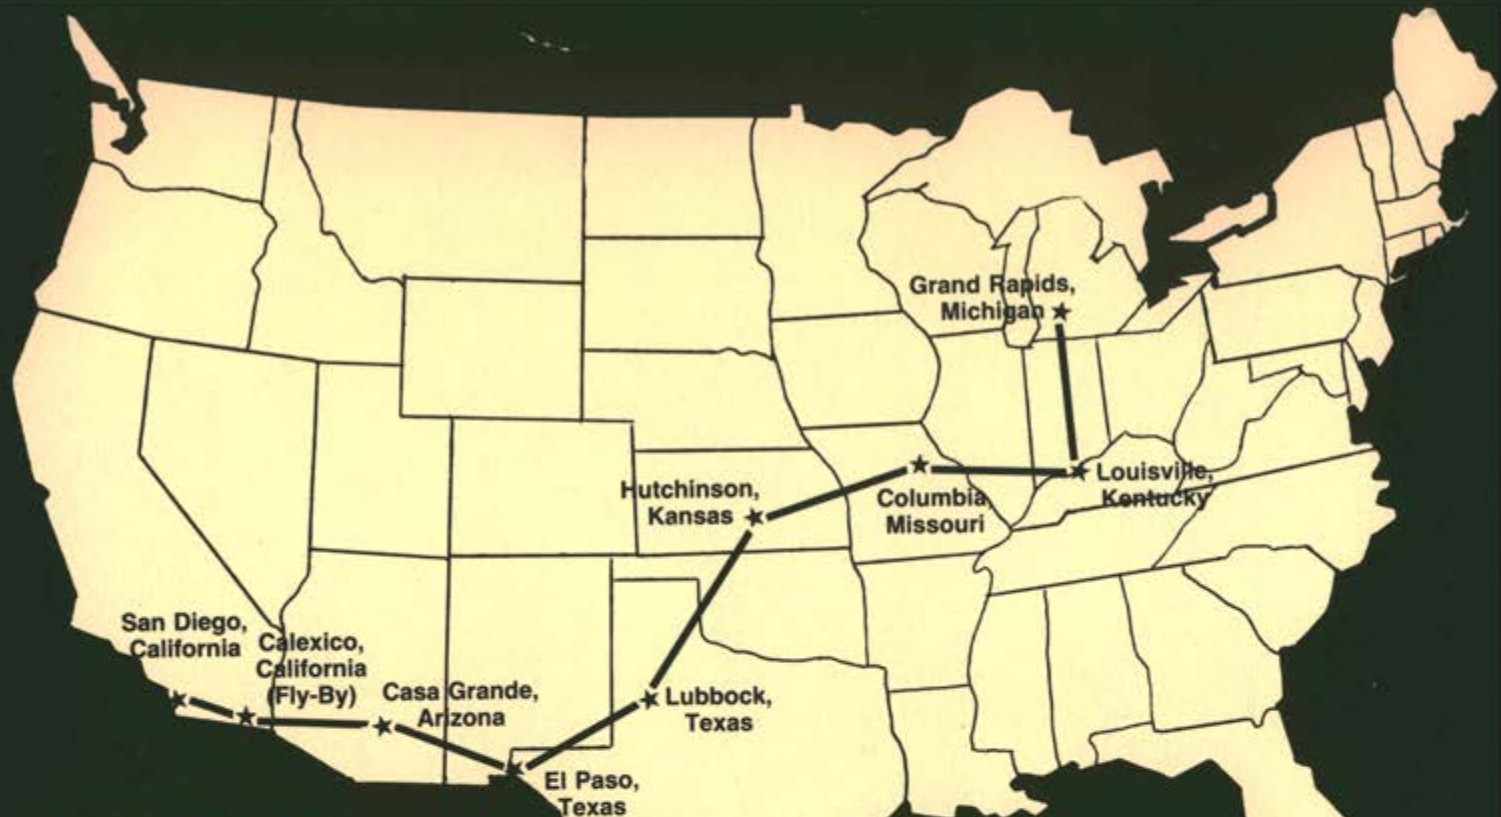 Grand Rapids,
Michigan
Louisville,
Kentucky
Columbia,
Missouri
Hutchinson,
Kansas
San Diego,
California
Calexico,
California
(Fly-By)
Casa Grande,
Arizona
Lubbock,
Texas
El Paso,
Texas